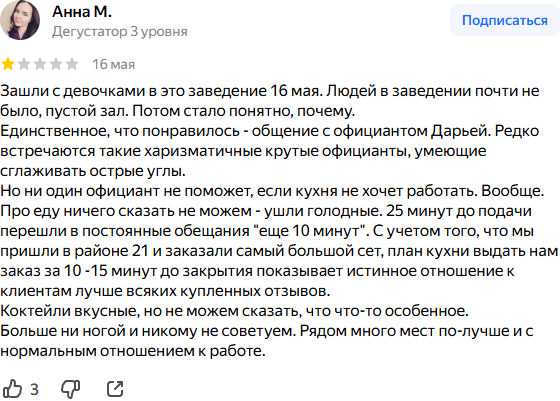 Анна М.
Дегустатор 3 уровня
Подписаться
16 мая
Зашли с девочками в это заведение 16 мая. Людей в заведении почти не
было, пустой зал. Потом стало понятно, почему.
Единственное, что понравилось - общение с официантом Дарьей. Редко
встречаются такие харизматичные крутые официанты, умеющие
сглаживать острые углы.
Но ни один официант не поможет, если кухня не хочет работать. Вообще.
Про еду ничего сказать не можем - ушли голодные. 25 минут до подачи
перешли в постоянные обещания "еще 10 минут". С учетом того, что мы
пришли в районе 21 и заказали самый большой сет, план кухни выдать нам
заказ за 10 -15 минут до закрытия показывает истинное отношение к
клиентам лучше всяких купленных отзывов.
Коктейли вкусные, но не можем сказать, что что-то особенное.
Больше ни ногой и никому не советуем. Рядом много мест по-лучше и с
нормальным отношением к работе.
3